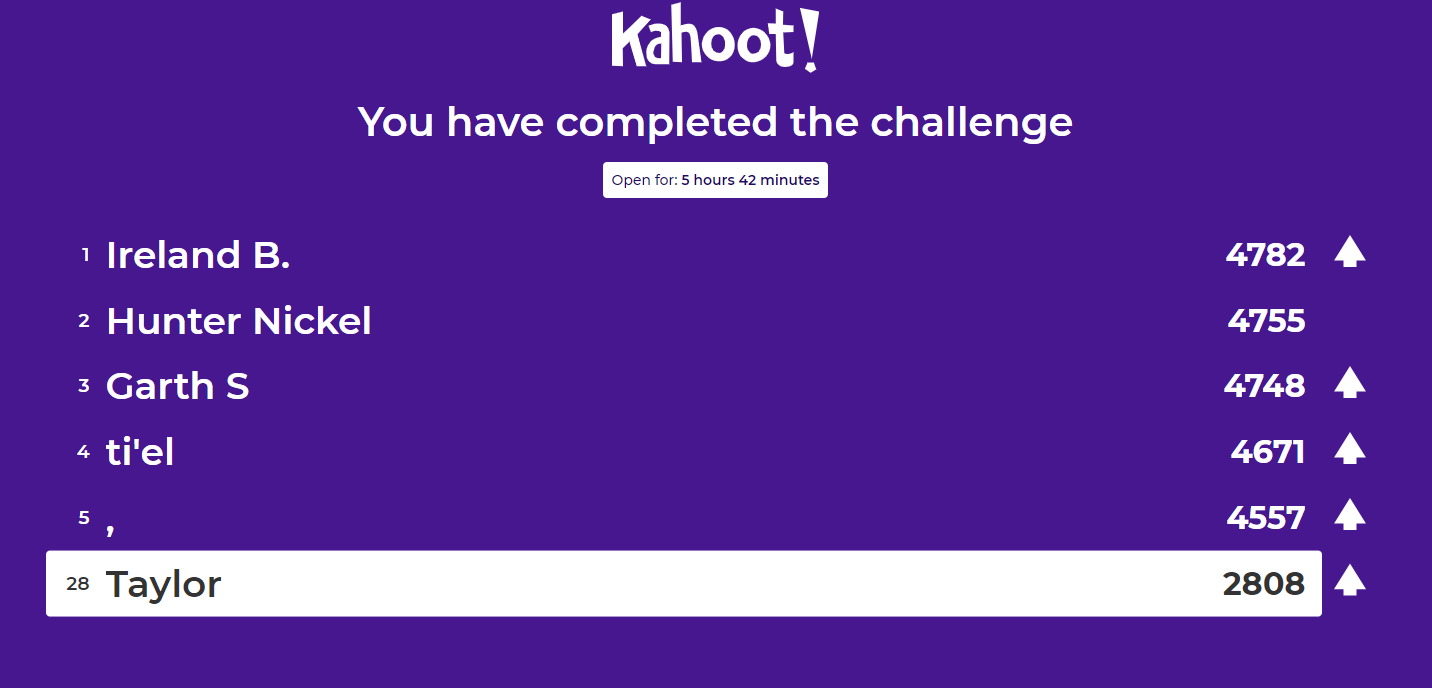 Kahoot!
You have completed the challenge
Open for: 5 hours 42 minutes
1 Ireland B. 4782
2 Hunter Nickel 4755
3 Garth S 4748
4 ti'el 4671
5 , 4557
28 Taylor 2808